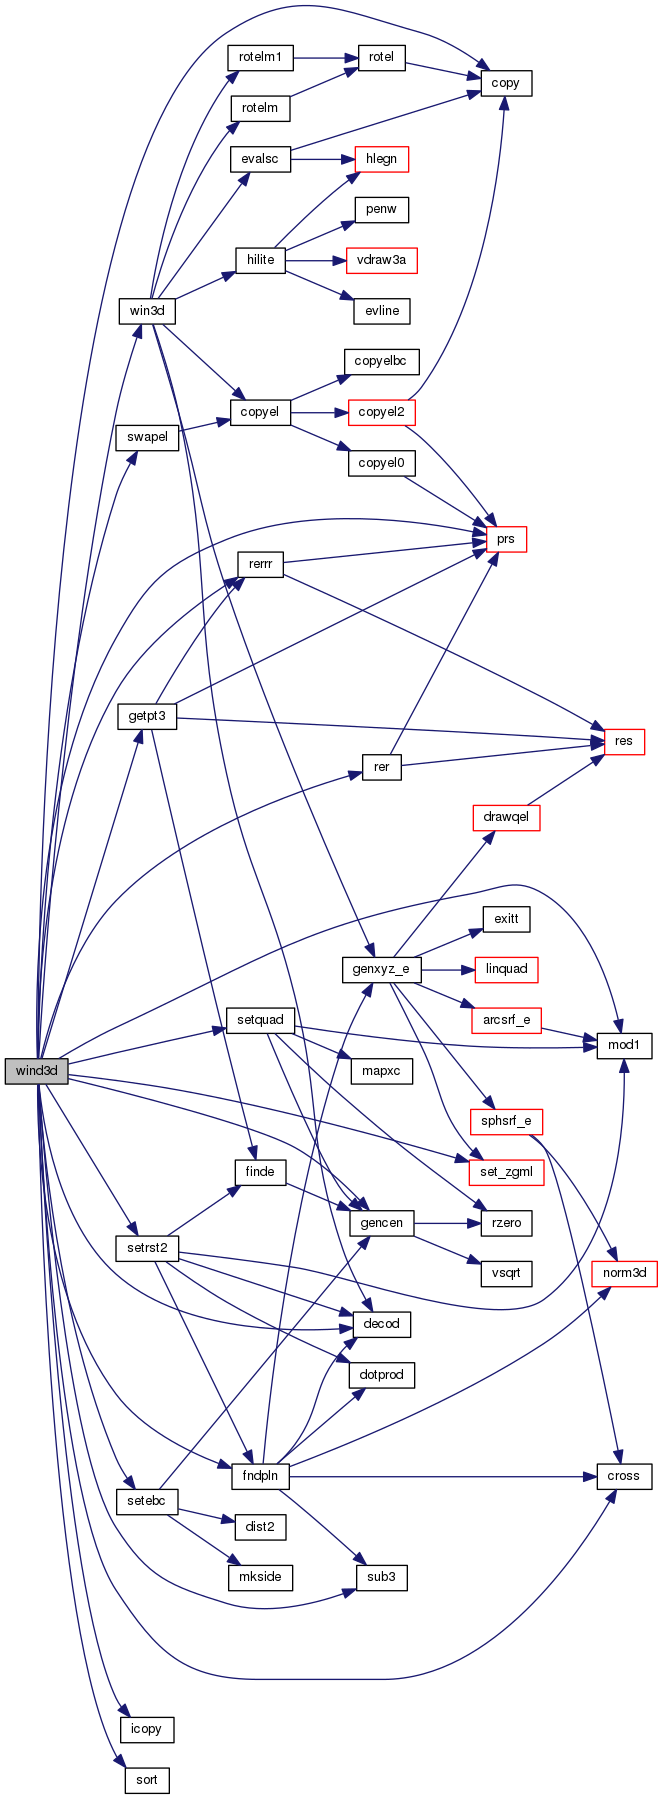 rotelm1
rotel
copy
rotelm
evalsc
hlegn
penw
hilite
vdraw3a
win3d
evline
copyelbc
copyel
copyel2
swapel
copyel0
prs
rerrr
getpt3
res
rer
drawqel
exitt
genxyz_e
linquad
setquad
arcsrf_e
mod1
wind3d
mapxc
sphsrf_e
finde
set_zgml
gencen
rzero
setrst2
vsqrt
norm3d
decod
dotprod
fndpln
cross
setebc
dist2
mkside
sub3
icopy
sort